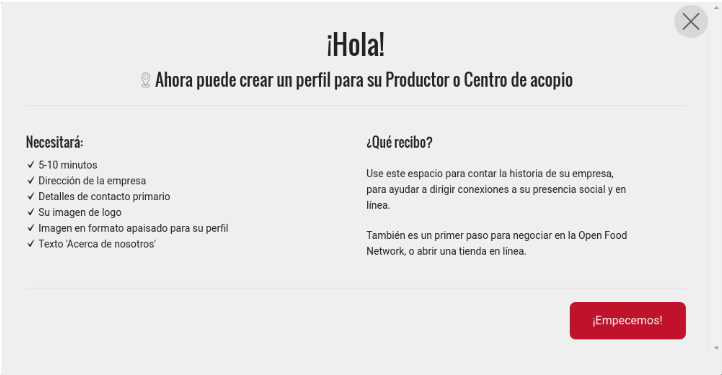 ¡Hola!
Ahora puede crear un perfil para su Productor o Centro de acopio
Necesitará:
5-10 minutos
Dirección de la empresa
Detalles de contacto primario
Su imagen de logo
Imagen en formato apaisado para su perfil
Texto 'Acerca de nosotros'
¿Qué recibo?
Use este espacio para contar la historia de su empresa,
para ayudar a dirigir conexiones a su presencia social y en
línea.
También es un primer paso para negociar en la Open Food
Network, o abrir una tienda en línea.
¡Empecemos!